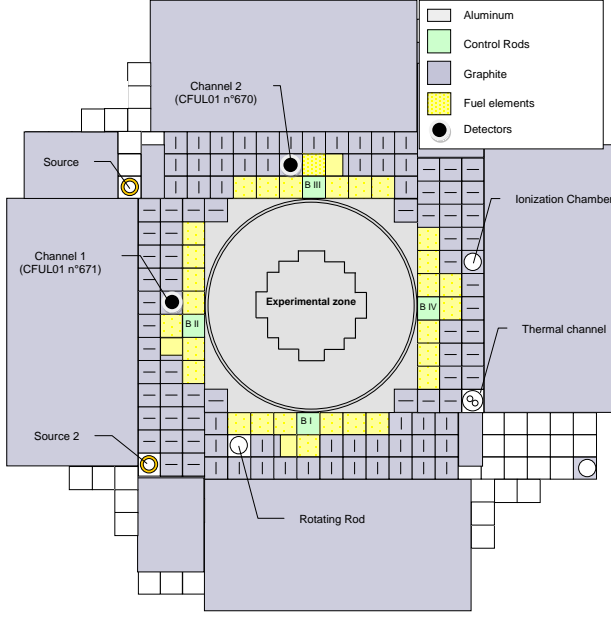 Aluminum
Control Rods
Graphite
Fuel elements
Detectors
Channel 2
(CFUL01 n°670)
Source
B III
Ionization Chamber
Channel 1
(CFUL01 n°671)
Experimental zone
B IV
B II
Thermal channel
B I
Source 2
Rotating Rod